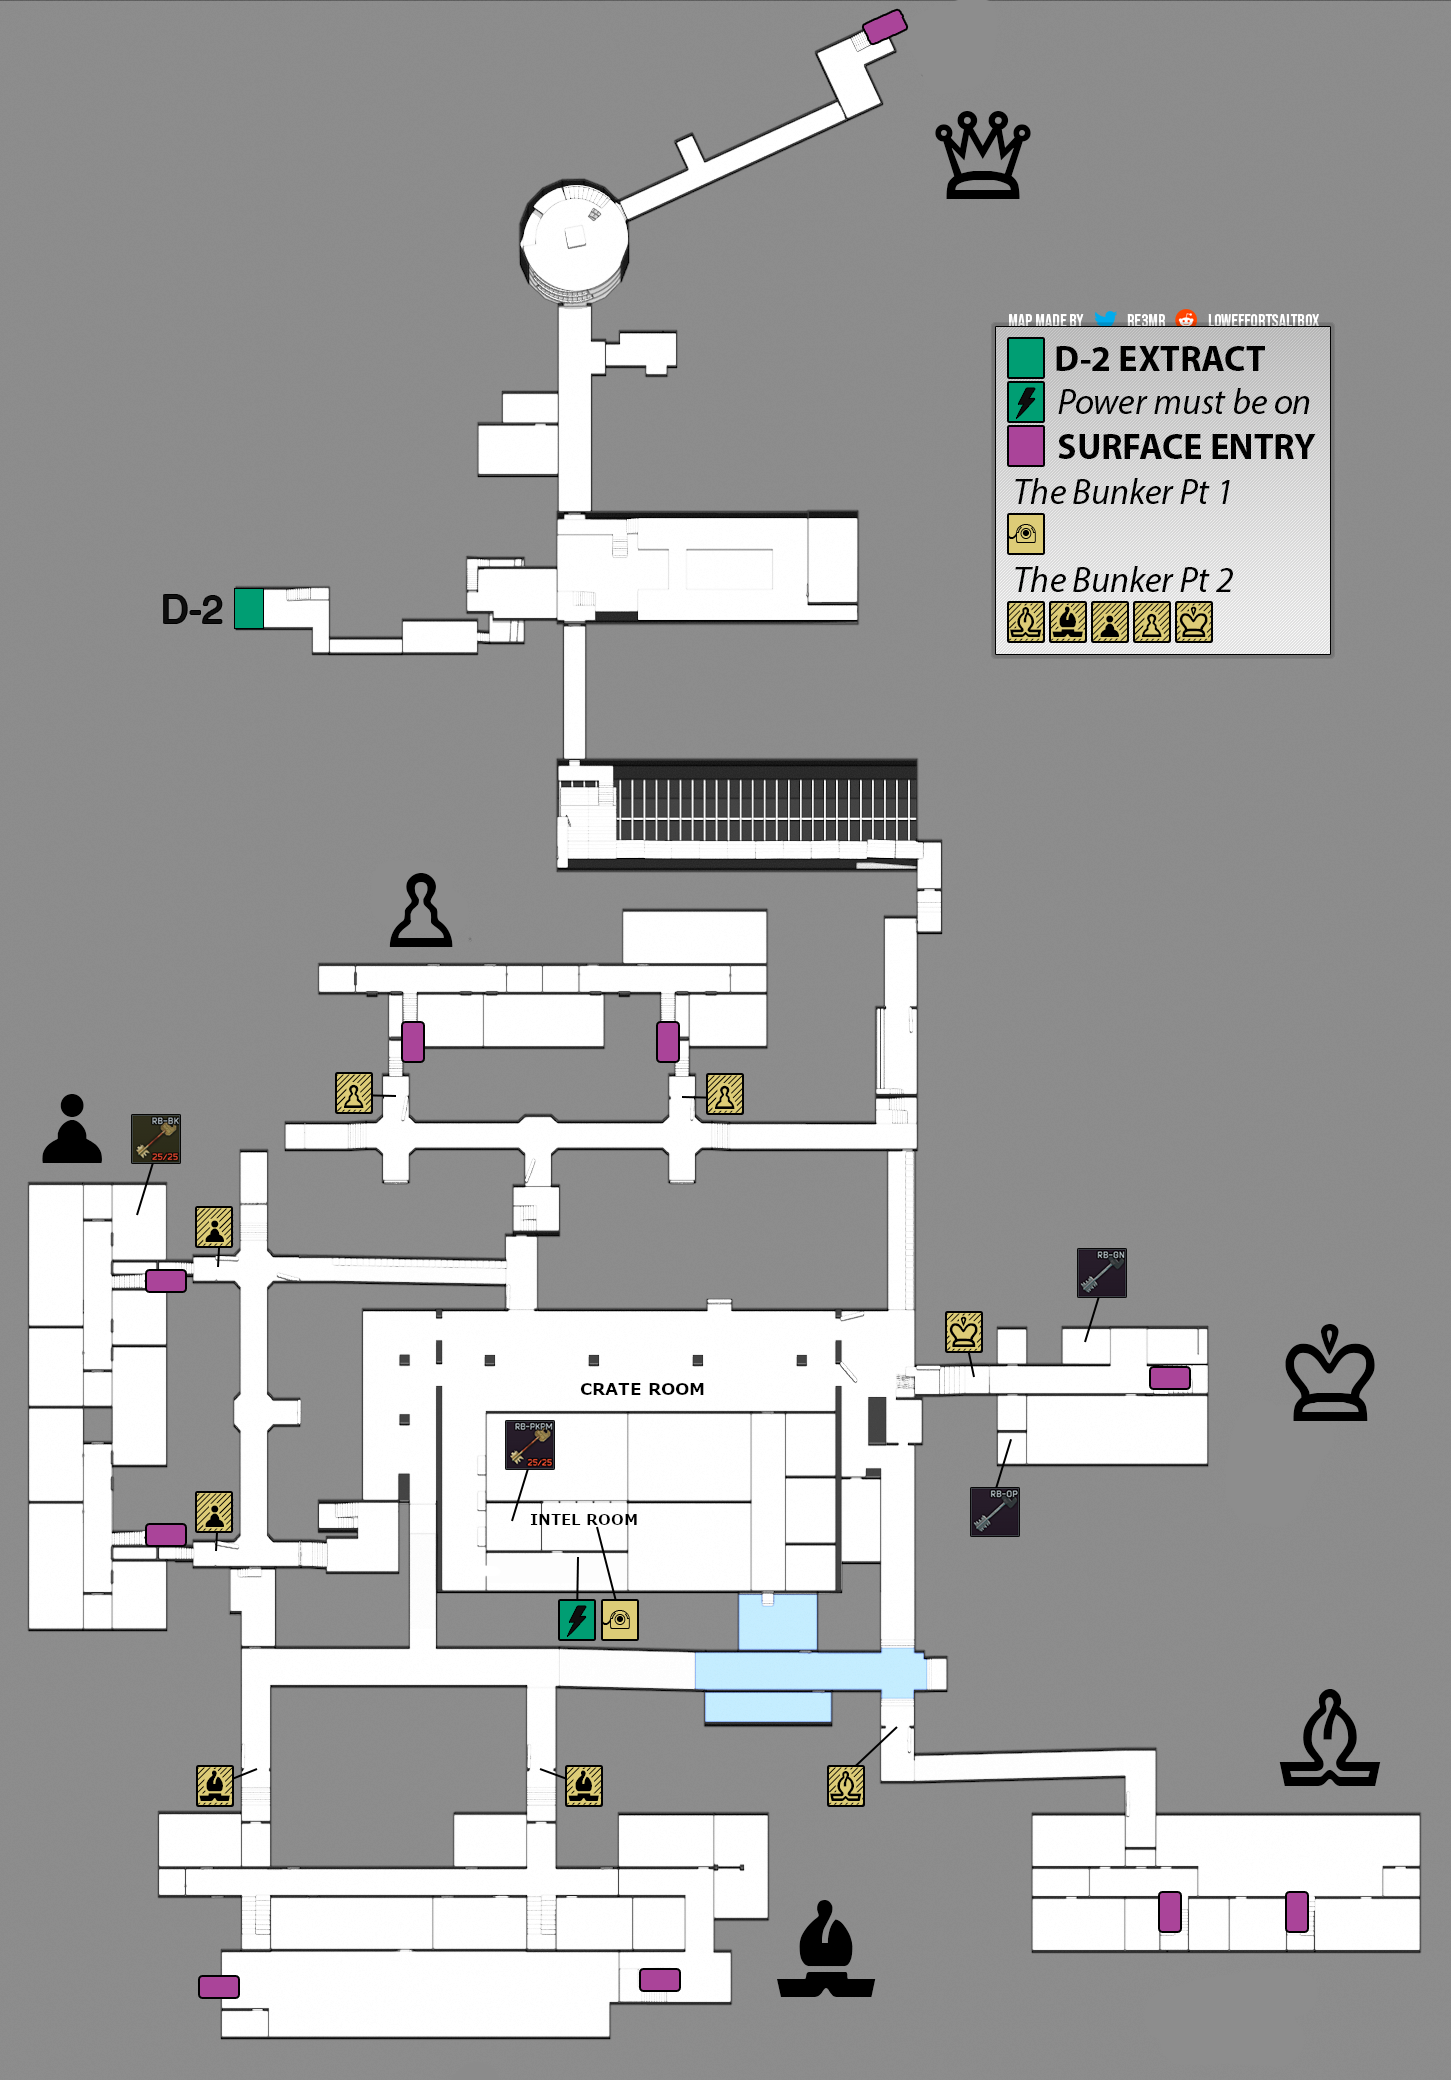 MAP MADE BY RE3MR LOWEFFORTSALTBOX
D-2 EXTRACT
Power must be on
SURFACE ENTRY
The Bunker Pt 1
The Bunker Pt 2
D-2
RB-BK
25/25
RB-GN
CRATE ROOM
RB-PKPM
25/25
RB-OP
INTEL ROOM